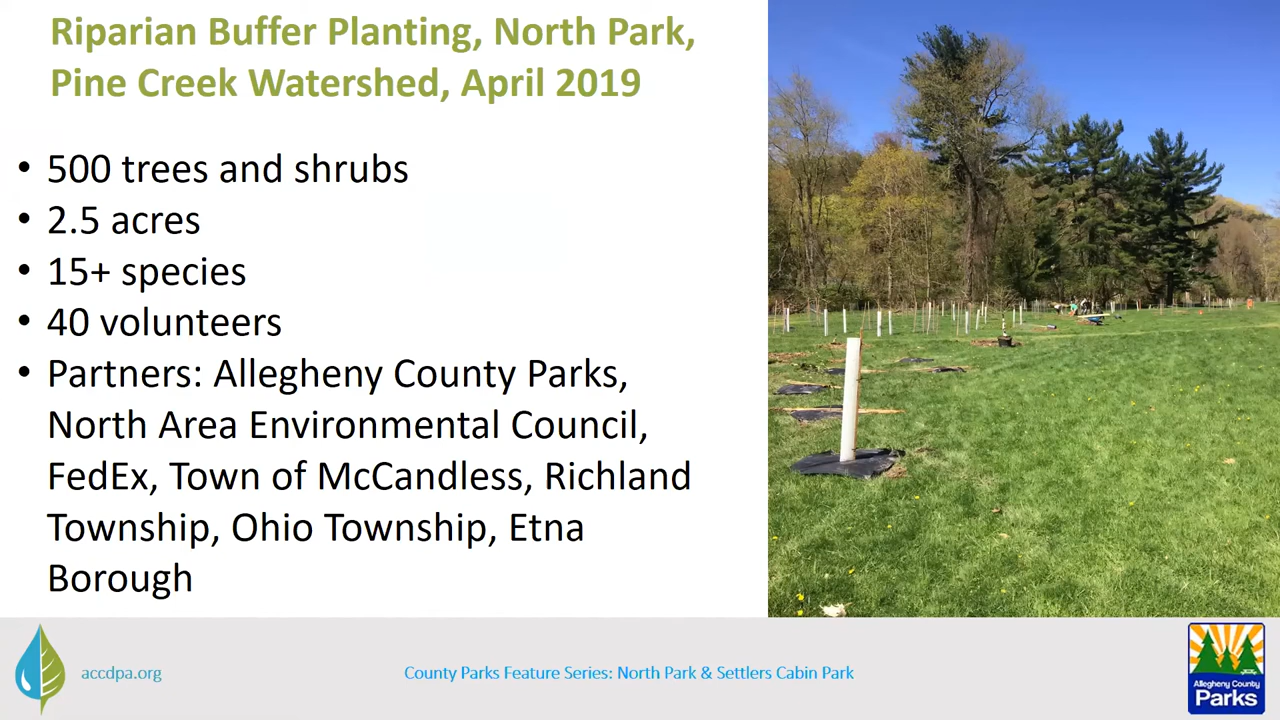 Riparian Buffer Planting, North Park,
Pine Creek Watershed, April 2019
• 500 trees and shrubs
• 2.5 acres
• 15+ species
• 40 volunteers
• Partners: Allegheny County Parks,
North Area Environmental Council,
FedEx, Town of McCandless, Richland
Township, Ohio Township, Etna
Borough
accdpa.org
County Parks Feature Series: North Park & Settlers Cabin Park
Allegheny County
Parks